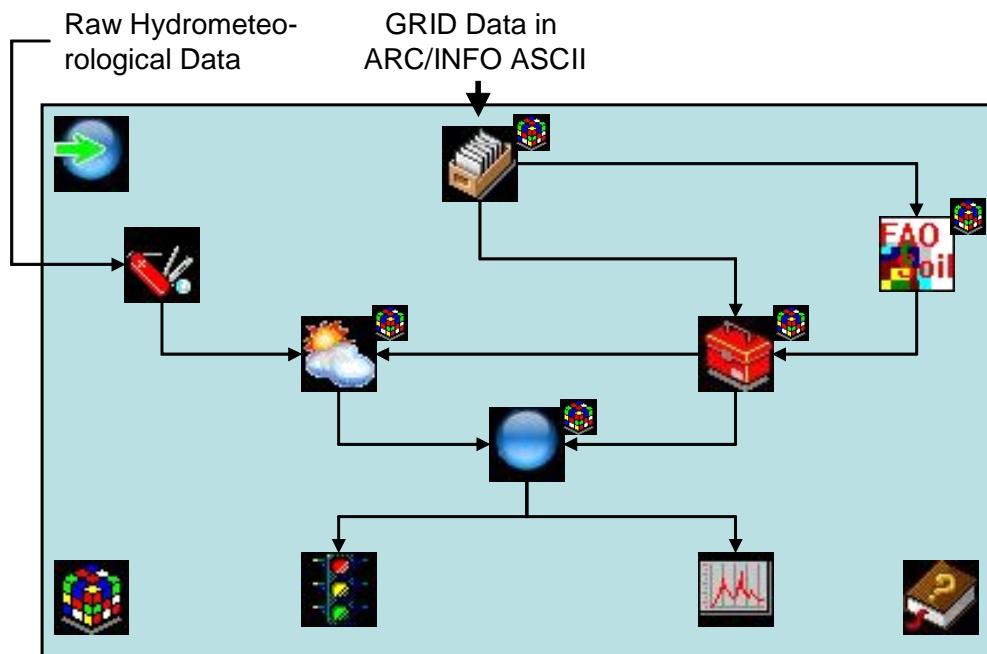 Raw Hydrometeo-
rological Data
GRID Data in
ARC/INFO ASCII
FAO
Soil
?